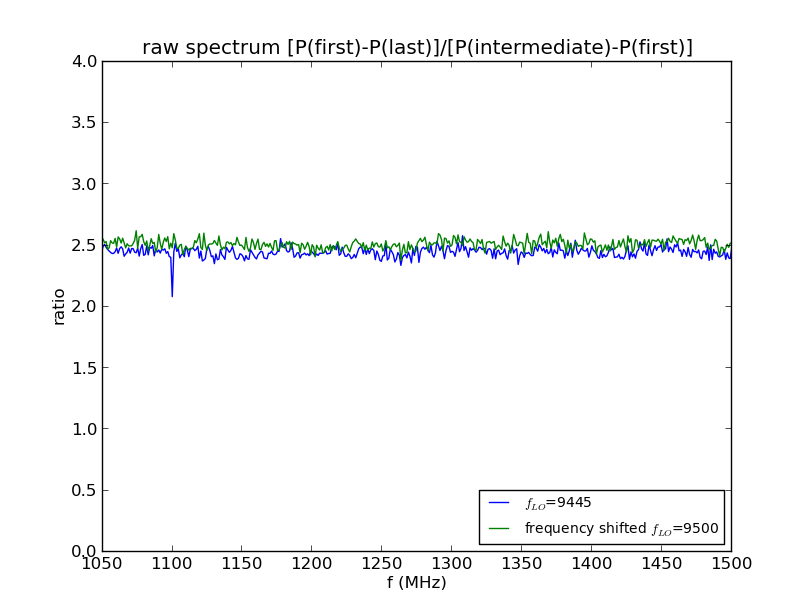 raw spectrum [P(first)-P(last)]/[P(intermediate)-P(first)]
4.0
3.5
3.0
2.5
2.0
1.5
1.0
0.5
0.0
ratio
f_LO=9445
frequency shifted f_LO=9500
1050 1100 1150 1200 1250 1300 1350 1400 1450 1500
f (MHz)